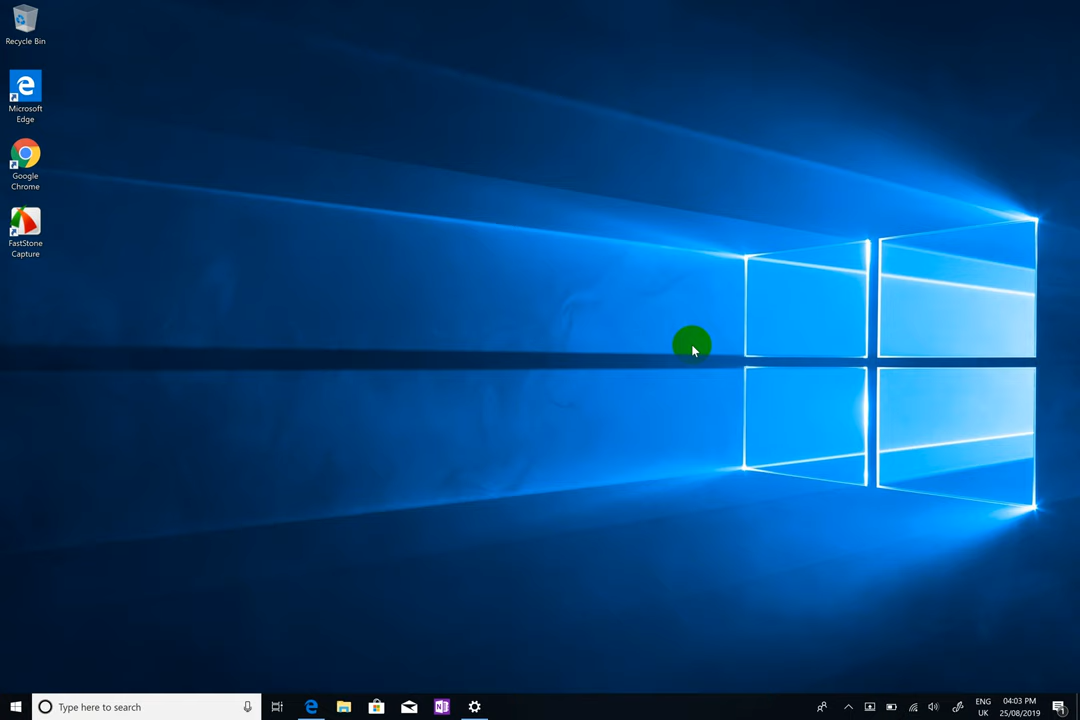 Recycle Bin
Microsoft
Edge
Google
Chrome
FastStone
Capture
Type here to search
N
ENG
UK
04:03 PM
25/08/2019
1